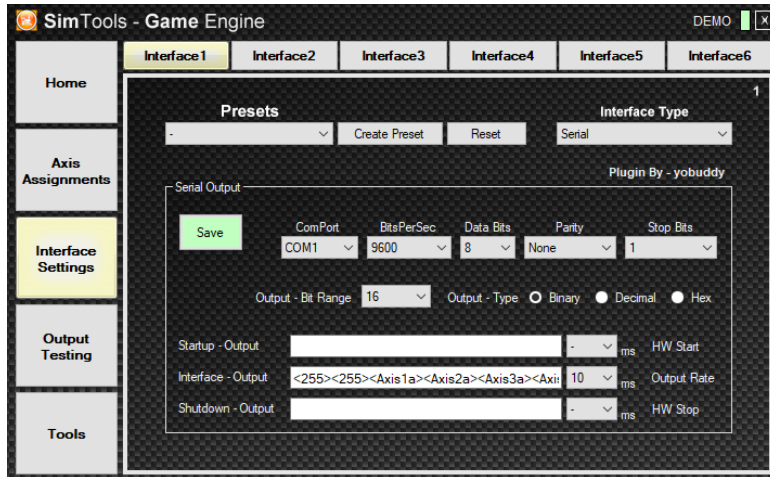 SimTools - Game Engine DEMO X
Interface1 Interface2 Interface3 Interface4 Interface5 Interface6
Home
Axis Assignments
Interface Settings
Output Testing
Tools
1
Presets
Interface Type
- Create Preset Reset Serial
Plugin By - yobuddy
Serial Output
Save
ComPort BitsPerSec Data Bits Parity Stop Bits
COM1 9600 8 None 1
Output - Bit Range 16 Output - Type Binary Decimal Hex
Startup - Output - ms HW Start
Interface - Output <255><255><Axis1a><Axis2a><Axis3a><Axi 10 ms Output Rate
Shutdown - Output - ms HW Stop